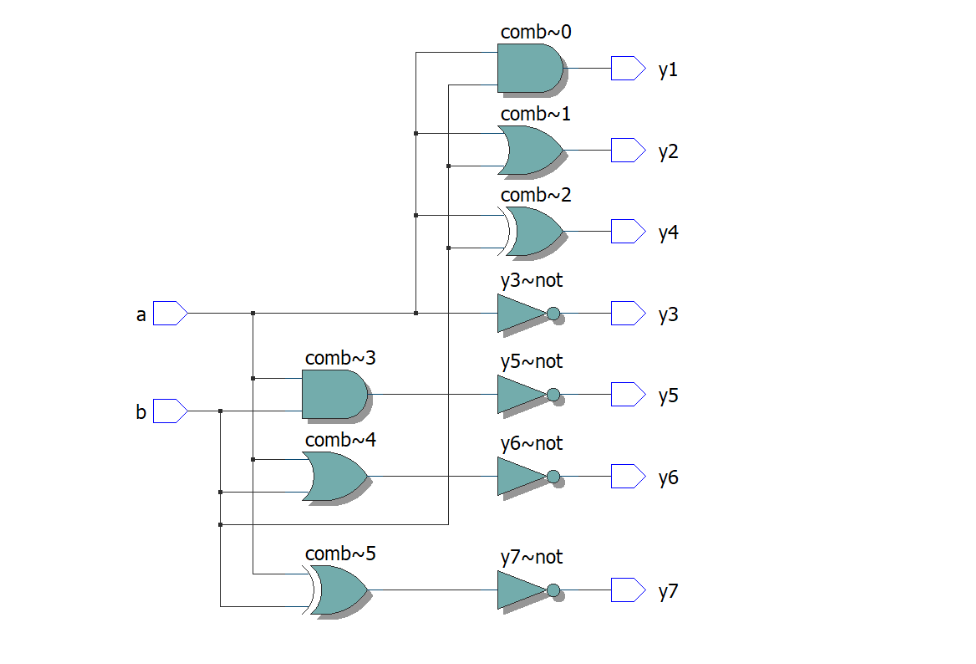 comb~0
y1
comb~1
y2
comb~2
y4
y3~not
a
y3
comb~3
y5~not
b
y5
comb~4
y6~not
y6
comb~5
y7~not
y7